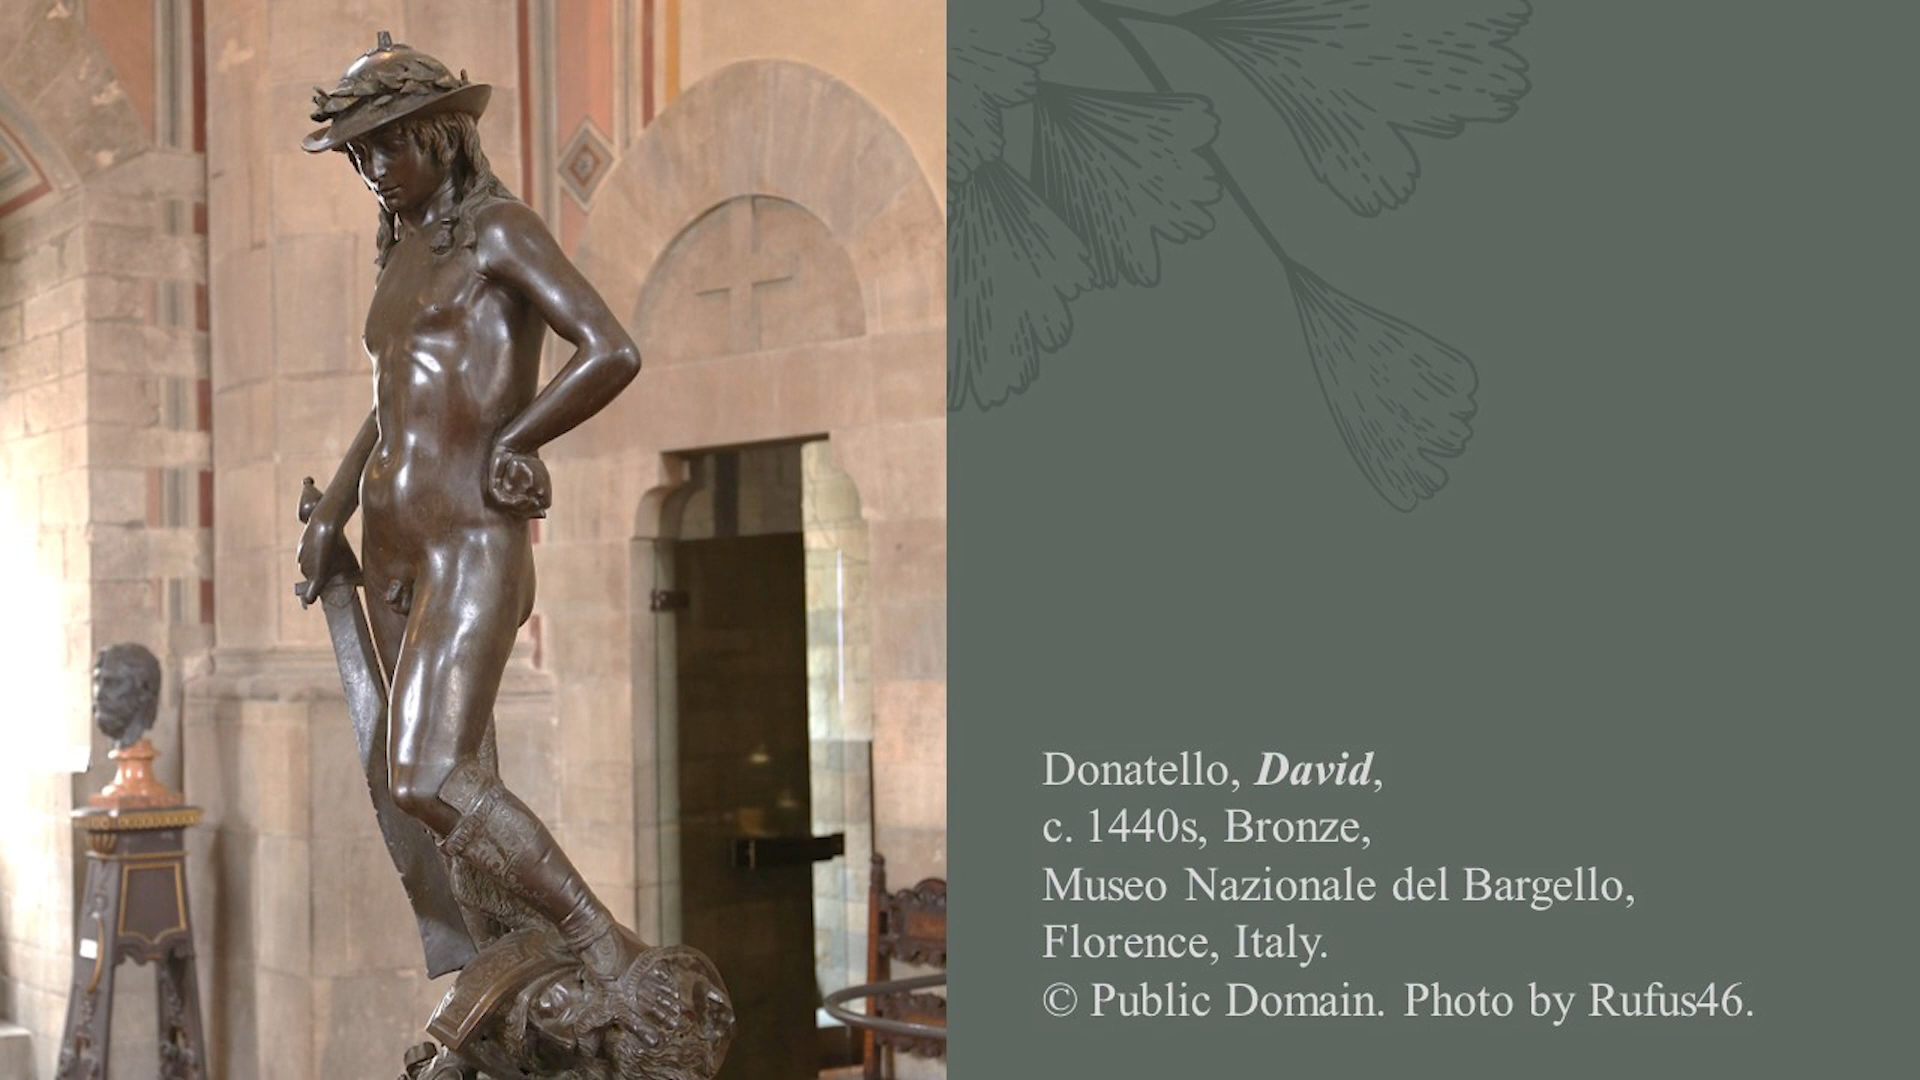 Donatello, David,
c. 1440s, Bronze,
Museo Nazionale del Bargello,
Florence, Italy.
© Public Domain. Photo by Rufus46.